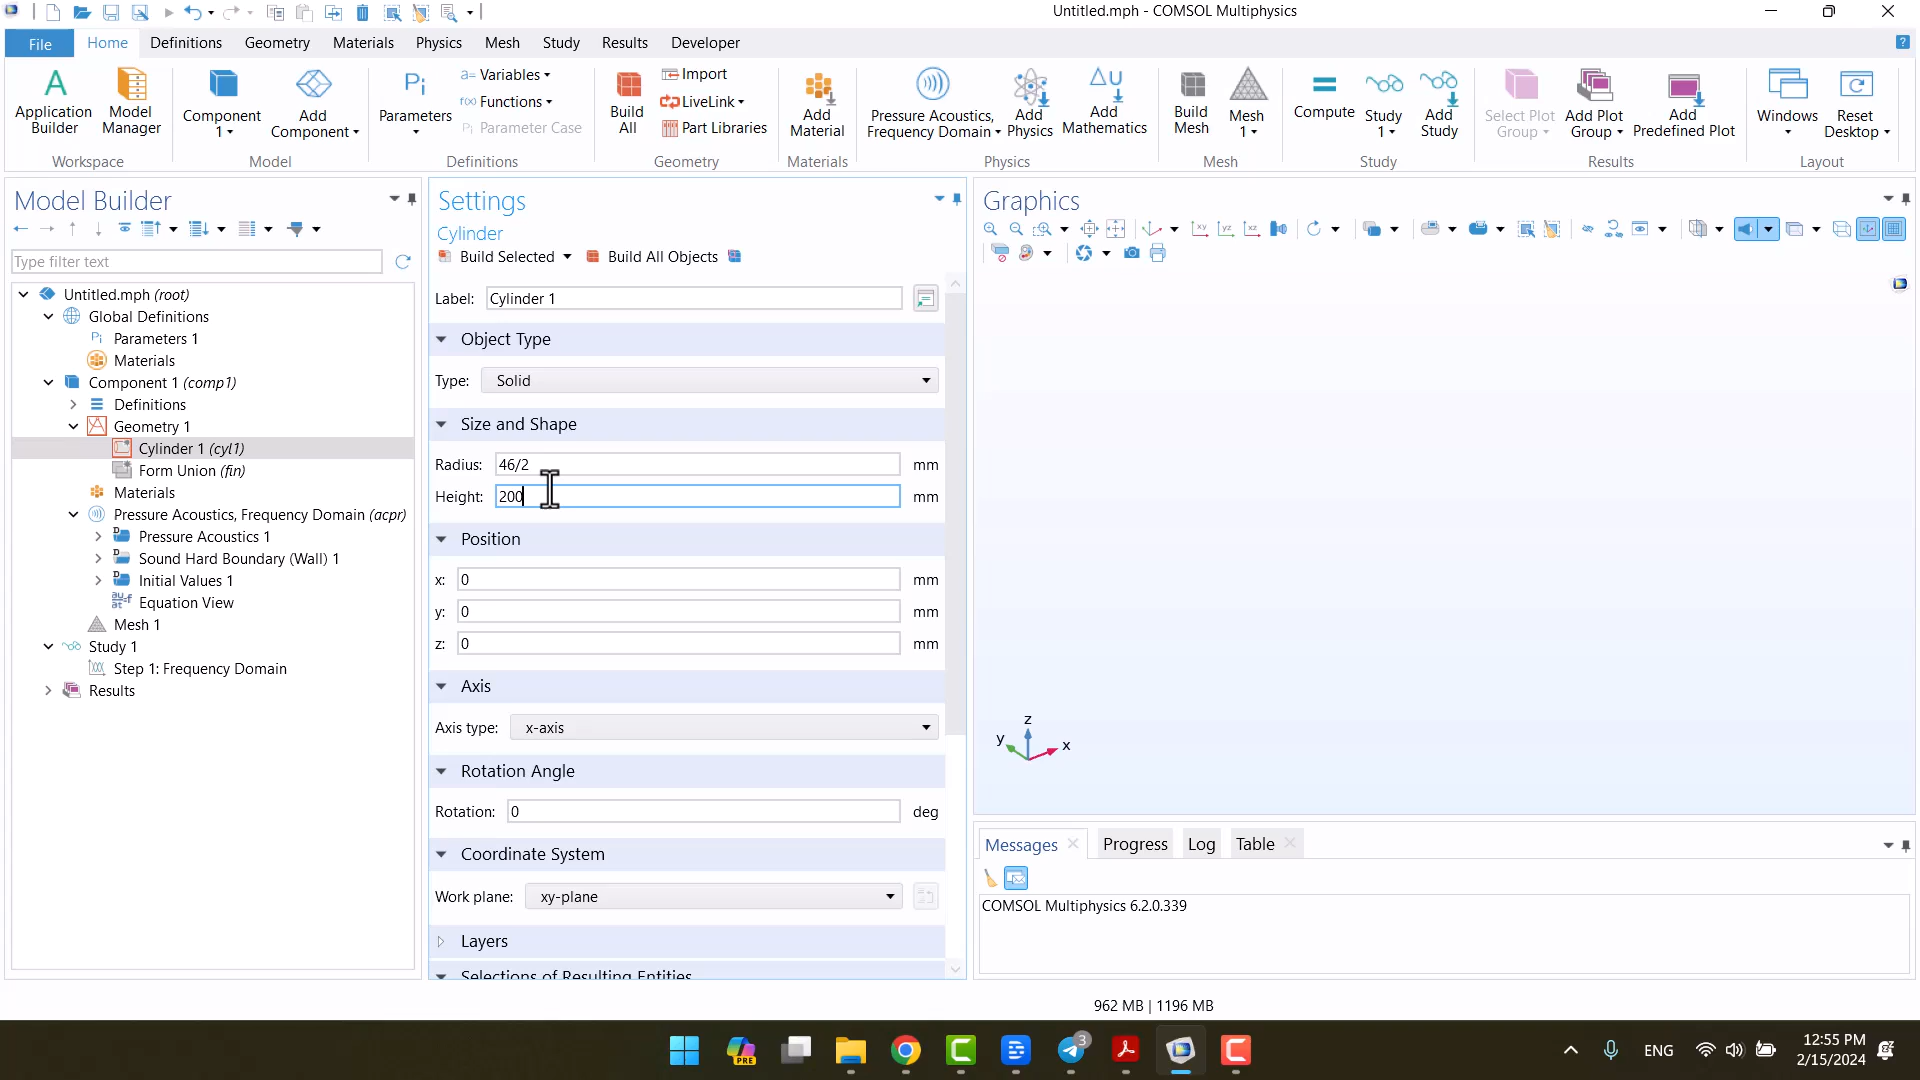 Untitled.mph - COMSOL Multiphysics
File Home Definitions Geometry Materials Physics Mesh Study Results Developer
Application Builder
Model Manager
Workspace
Component 1
Add Component
Model
Parameters
a= Variables
f(x) Functions
Pi Parameter Case
Definitions
Build All
Import
LiveLink
Part Libraries
Geometry
Add Material
Materials
Pressure Acoustics, Frequency Domain
Add Physics
Add Mathematics
Physics
Build Mesh
Mesh 1
Mesh
Compute
Study 1
Add Study
Study
Select Plot Group
Add Plot Group
Add Predefined Plot
Results
Windows
Reset Desktop
Layout
Model Builder
Type filter text
Untitled.mph (root)
Global Definitions
Pi Parameters 1
Materials
Component 1 (comp1)
Definitions
Geometry 1
Cylinder 1 (cyl1)
Form Union (fin)
Materials
Pressure Acoustics, Frequency Domain (acpr)
Pressure Acoustics 1
Sound Hard Boundary (Wall) 1
Initial Values 1
Equation View
Mesh 1
Study 1
Step 1: Frequency Domain
Results
Settings
Cylinder
Build Selected Build All Objects
Label: Cylinder 1
Object Type
Type: Solid
Size and Shape
Radius: 46/2 mm
Height: 200 mm
Position
x: 0 mm
y: 0 mm
z: 0 mm
Axis
Axis type: x-axis
Rotation Angle
Rotation: 0 deg
Coordinate System
Work plane: xy-plane
Layers
Selections of Resulting Entities
Graphics
z
y x
Messages Progress Log Table
COMSOL Multiphysics 6.2.0.339
962 MB | 1196 MB
PRE
3
ENG
12:55 PM
2/15/2024